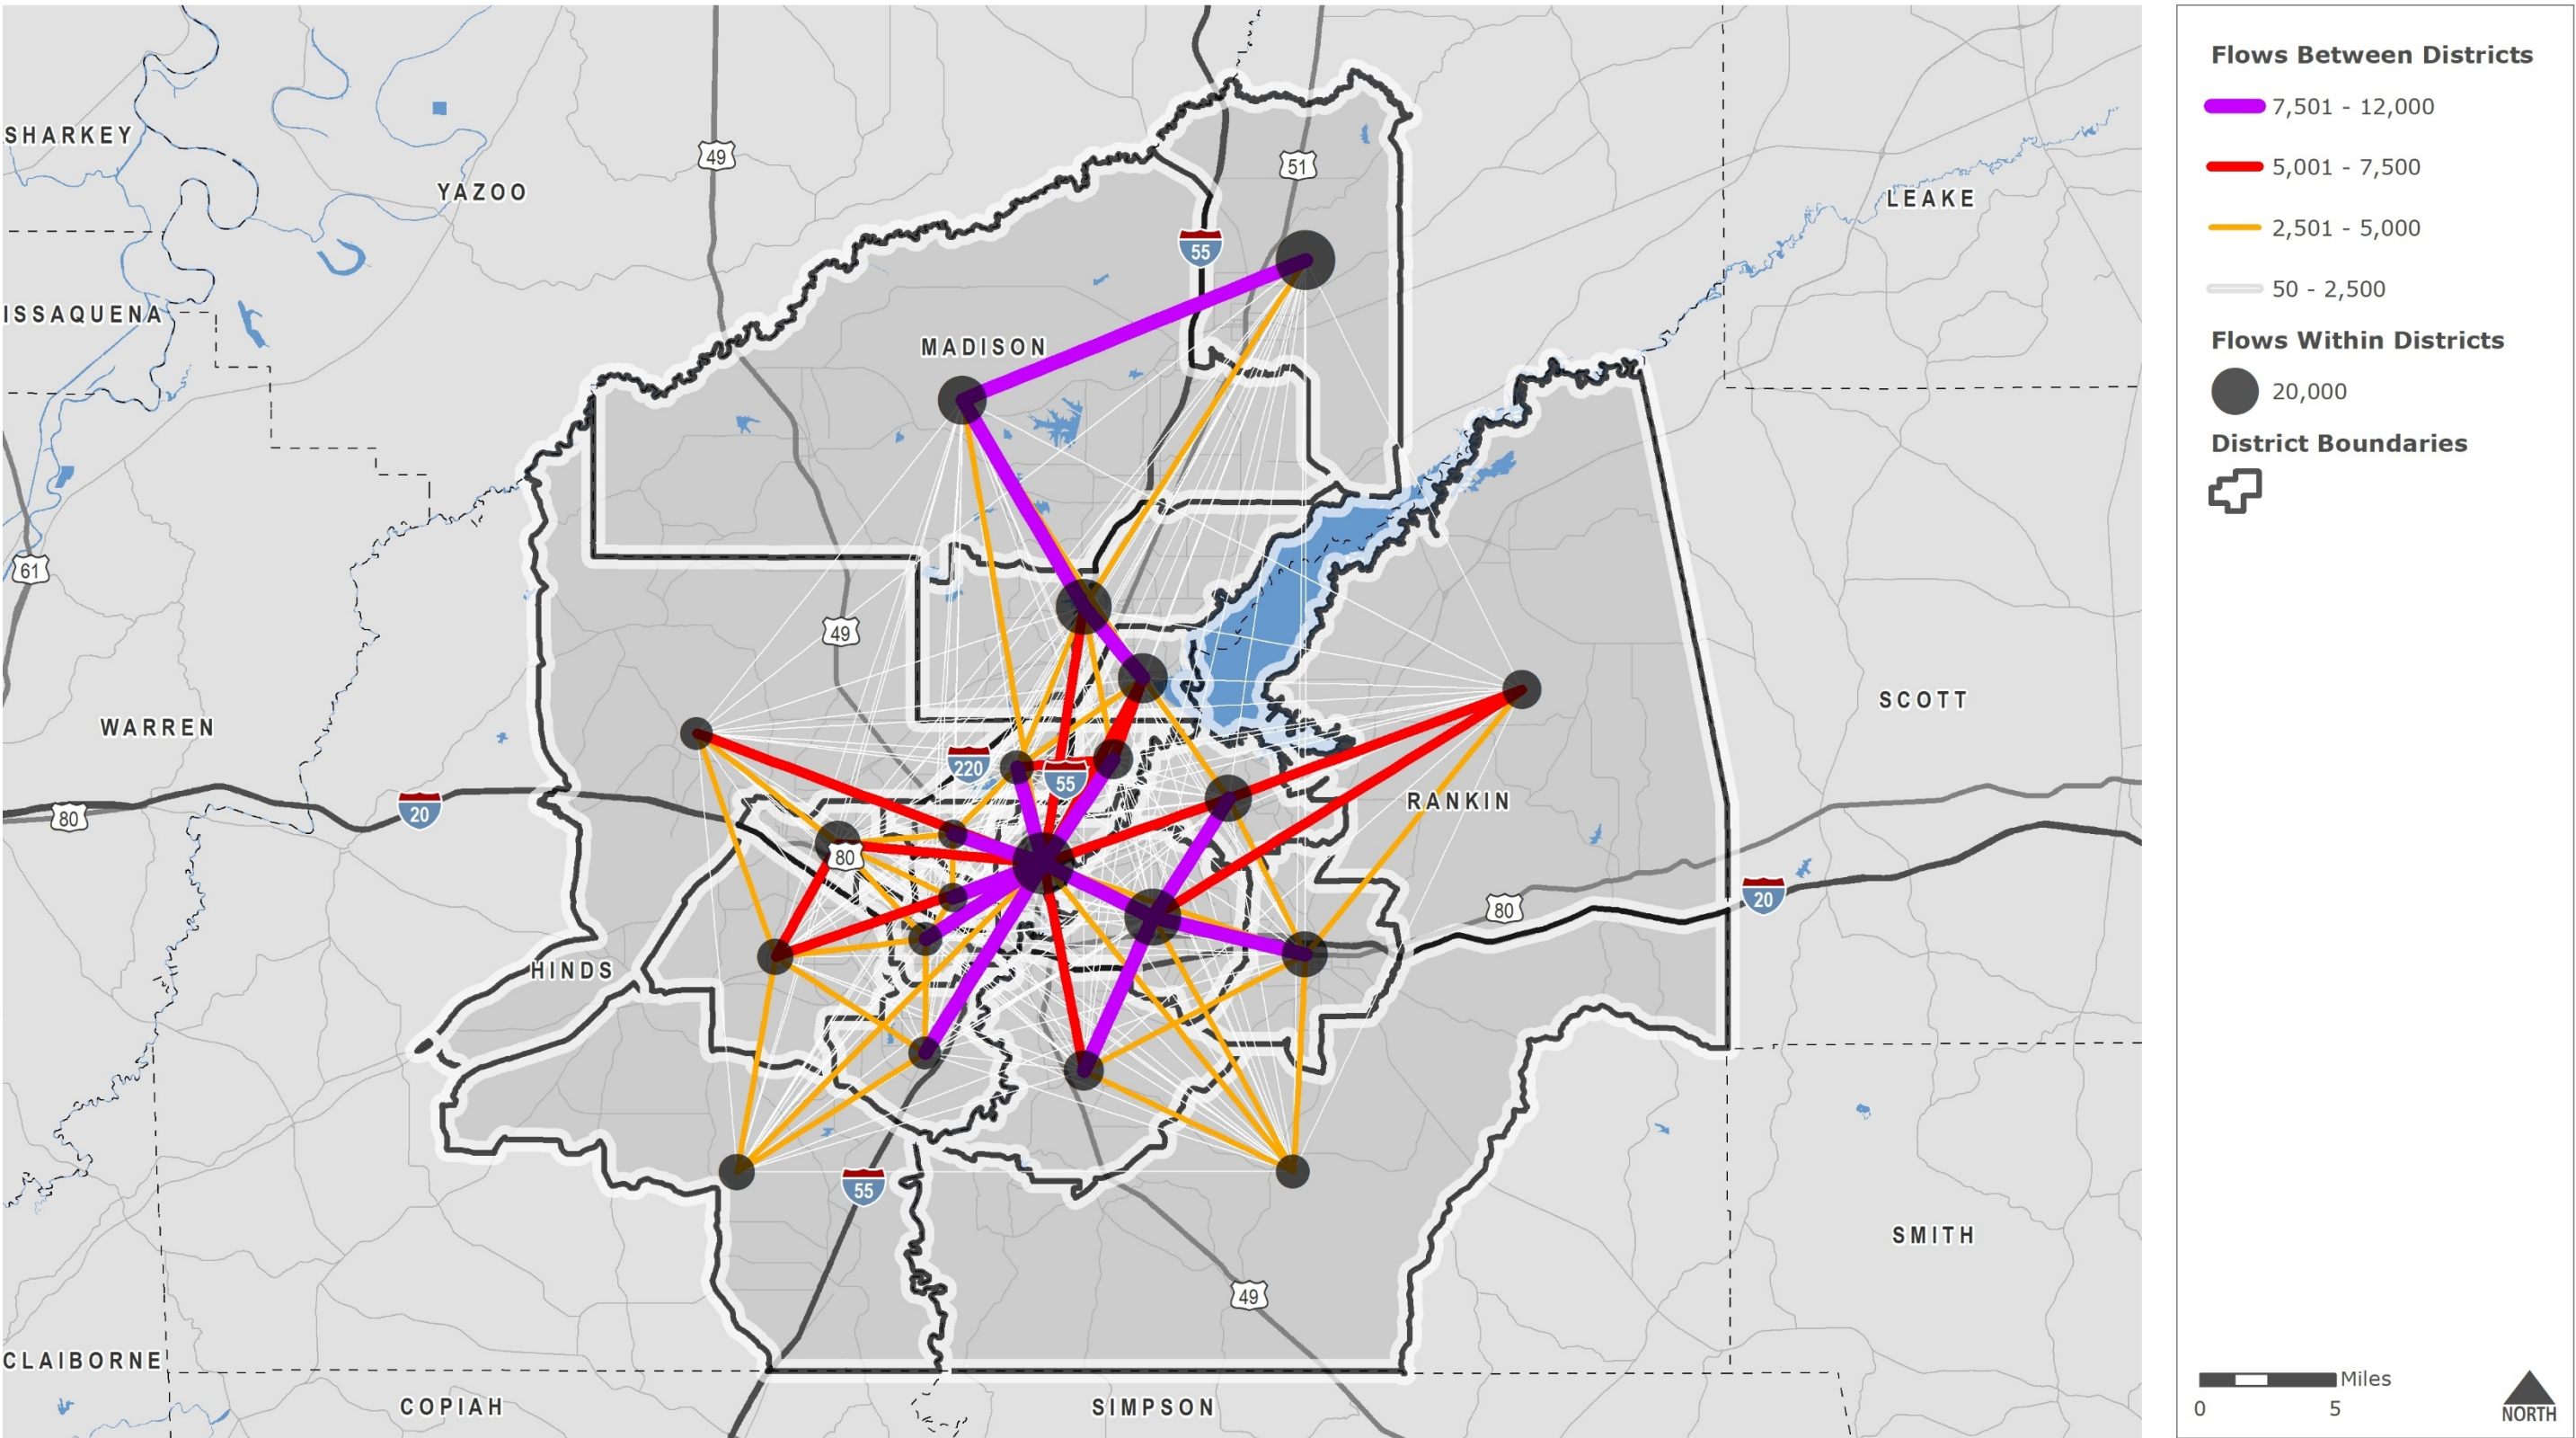 SHARKEY
YAZOO
49
51
LEAKE
55
ISSAQUENA
MADISON
61
49
WARREN
SCOTT
220
55
80
20
RANKIN
80
80
20
HINDS
55
SMITH
49
CLAIBORNE
COPIAH
SIMPSON
Flows Between Districts
7,501 - 12,000
5,001 - 7,500
2,501 - 5,000
50 - 2,500
Flows Within Districts
20,000
District Boundaries
Miles
0 5
NORTH